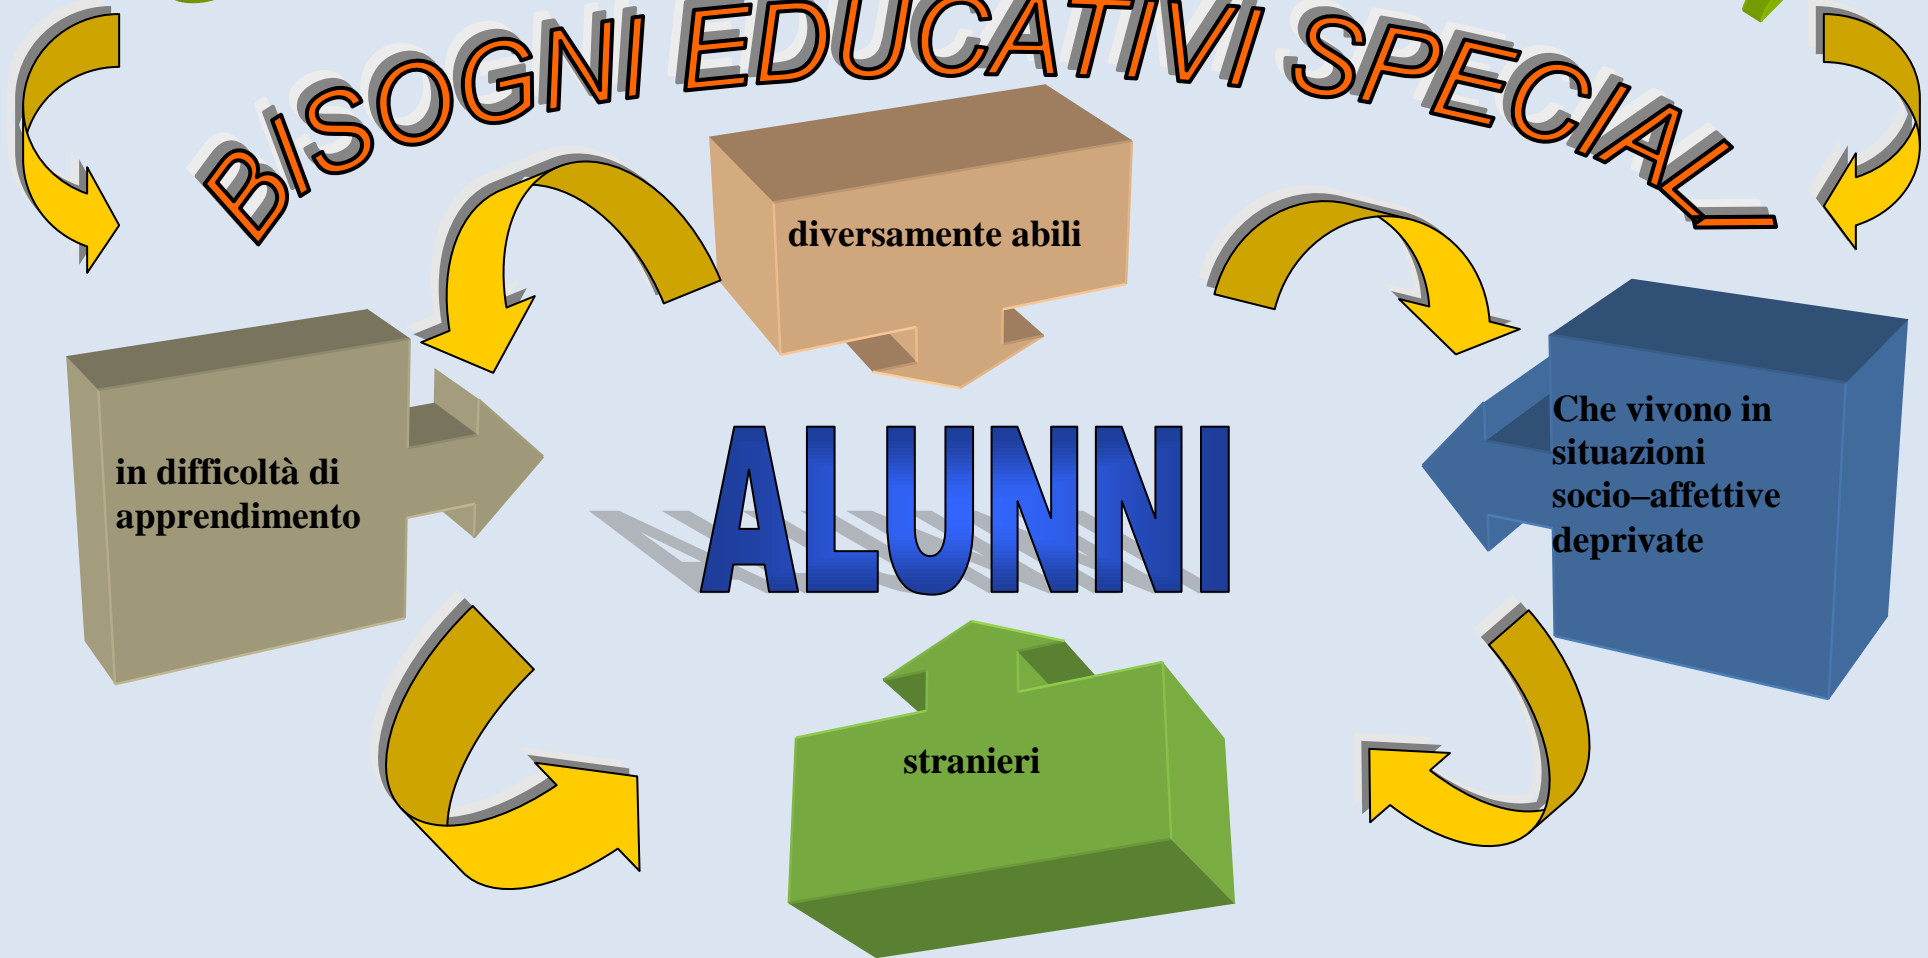 BISOGNI EDUCATIVI SPECIALI
diversamente abili
in difficoltà di
apprendimento
ALUNNI
Che vivono in
situazioni
socio–affettive
deprivate
stranieri